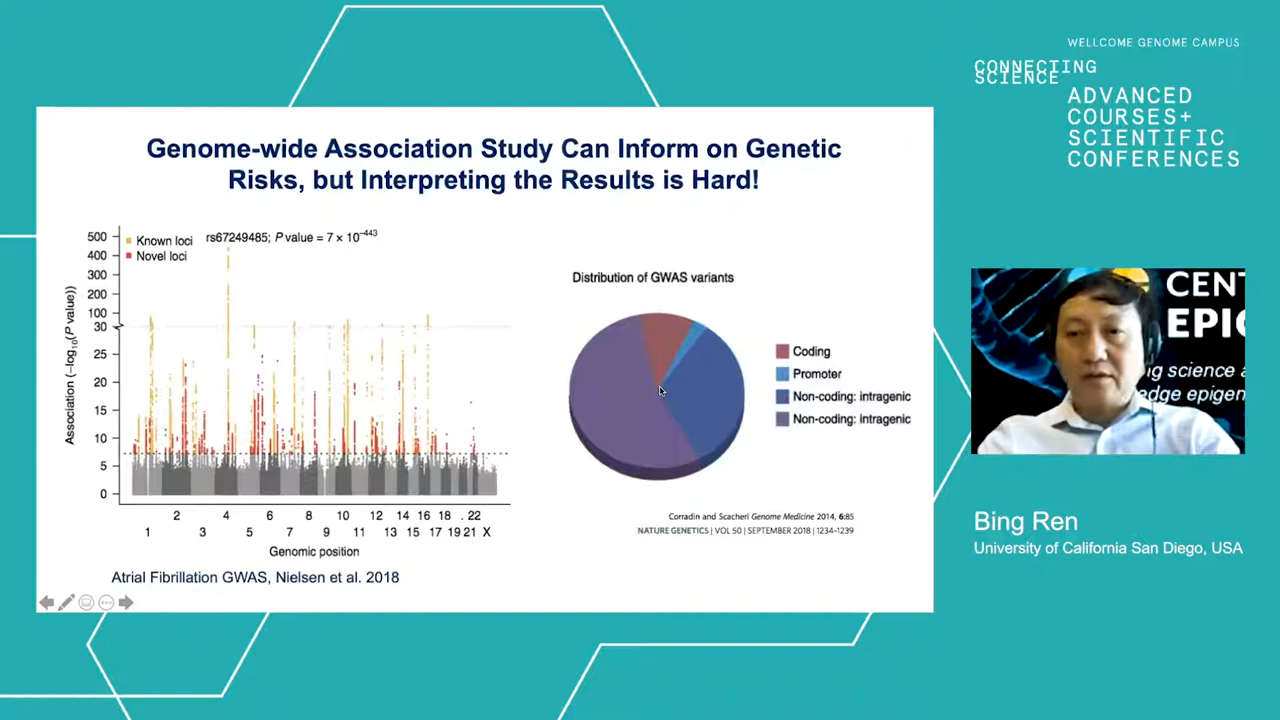 WELLCOME GENOME CAMPUS
CONNECTING
SCIENCE
ADVANCED
COURSES+
SCIENTIFIC
CONFERENCES
Genome-wide Association Study Can Inform on Genetic
Risks, but Interpreting the Results is Hard!
Known loci
Novel loci
rs67249485; P value = 7 × 10⁻⁴⁴³
500
400
300
200
100
30
25
20
15
10
5
0
Association (−log₁₀(P value))
2 4 6 8 10 12 14 16 18 . 22
1 3 5 7 9 11 13 15 17 19 21 X
Genomic position
Atrial Fibrillation GWAS, Nielsen et al. 2018
Distribution of GWAS variants
Coding
Promoter
Non-coding: intragenic
Non-coding: intragenic
Corradin and Scacheri Genome Medicine 2014, 6:85
NATURE GENETICS | VOL 50 | SEPTEMBER 2018 | 1234–1239
CENT
EPIG
ng science a
edge epigen
Bing Ren
University of California San Diego, USA